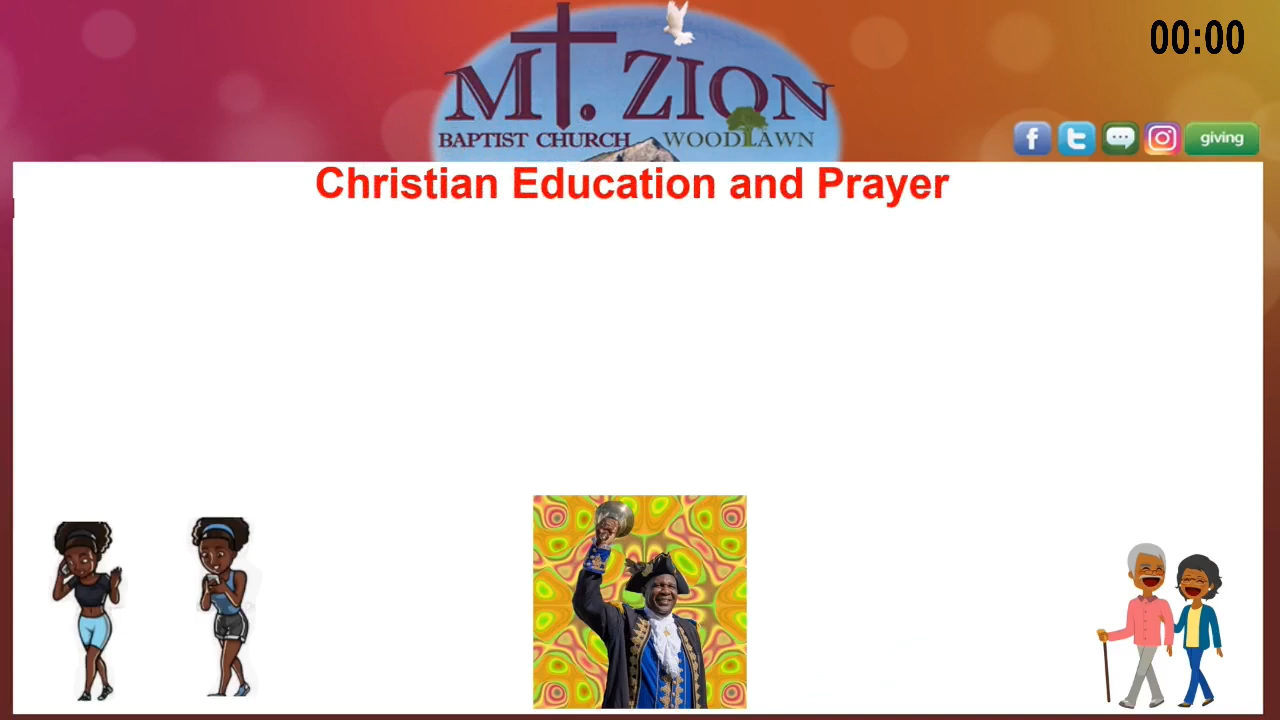 00:00
MT. ZION
BAPTIST CHURCH WOODLAWN
giving
Christian Education and Prayer